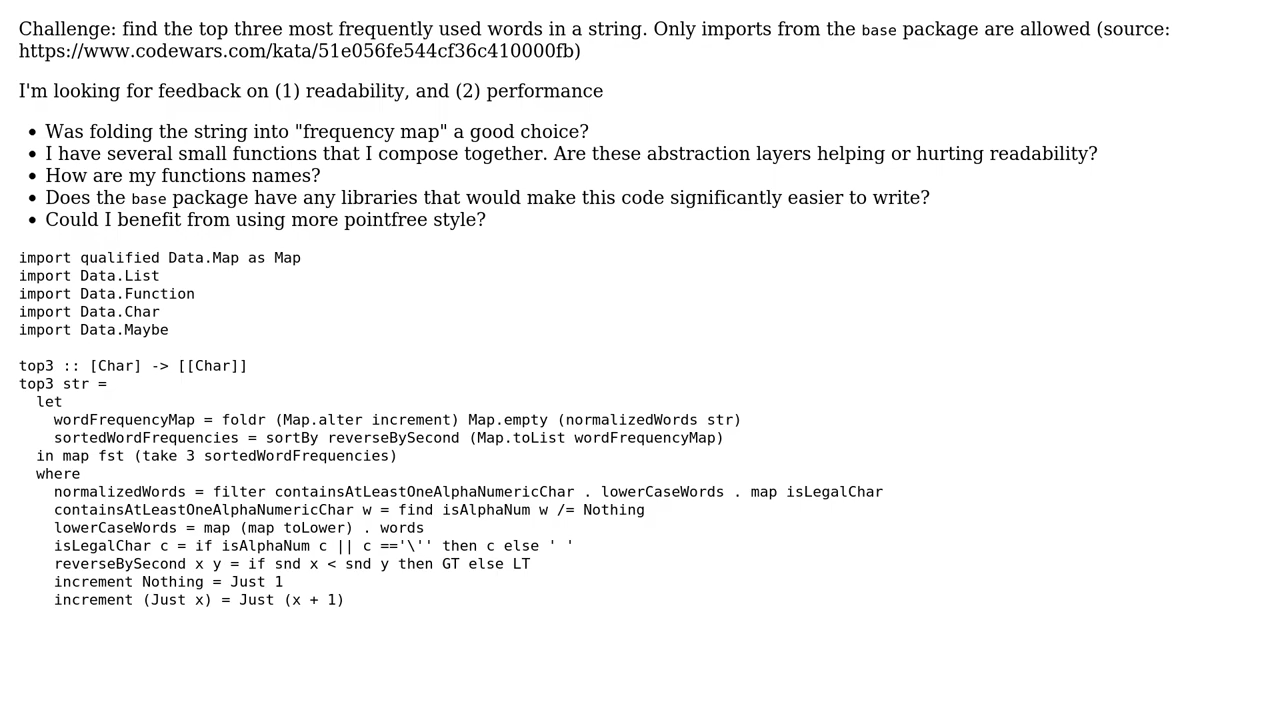 Challenge: find the top three most frequently used words in a string. Only imports from the base package are allowed (source:
https://www.codewars.com/kata/51e056fe544cf36c410000fb)
I'm looking for feedback on (1) readability, and (2) performance
• Was folding the string into "frequency map" a good choice?
• I have several small functions that I compose together. Are these abstraction layers helping or hurting readability?
• How are my functions names?
• Does the base package have any libraries that would make this code significantly easier to write?
• Could I benefit from using more pointfree style?
import qualified Data.Map as Map
import Data.List
import Data.Function
import Data.Char
import Data.Maybe
top3 :: [Char] -> [[Char]]
top3 str =
  let
    wordFrequencyMap = foldr (Map.alter increment) Map.empty (normalizedWords str)
    sortedWordFrequencies = sortBy reverseBySecond (Map.toList wordFrequencyMap)
  in map fst (take 3 sortedWordFrequencies)
  where
    normalizedWords = filter containsAtLeastOneAlphaNumericChar . lowerCaseWords . map isLegalChar
    containsAtLeastOneAlphaNumericChar w = find isAlphaNum w /= Nothing
    lowerCaseWords = map (map toLower) . words
    isLegalChar c = if isAlphaNum c || c =='\'' then c else ' '
    reverseBySecond x y = if snd x < snd y then GT else LT
    increment Nothing = Just 1
    increment (Just x) = Just (x + 1)